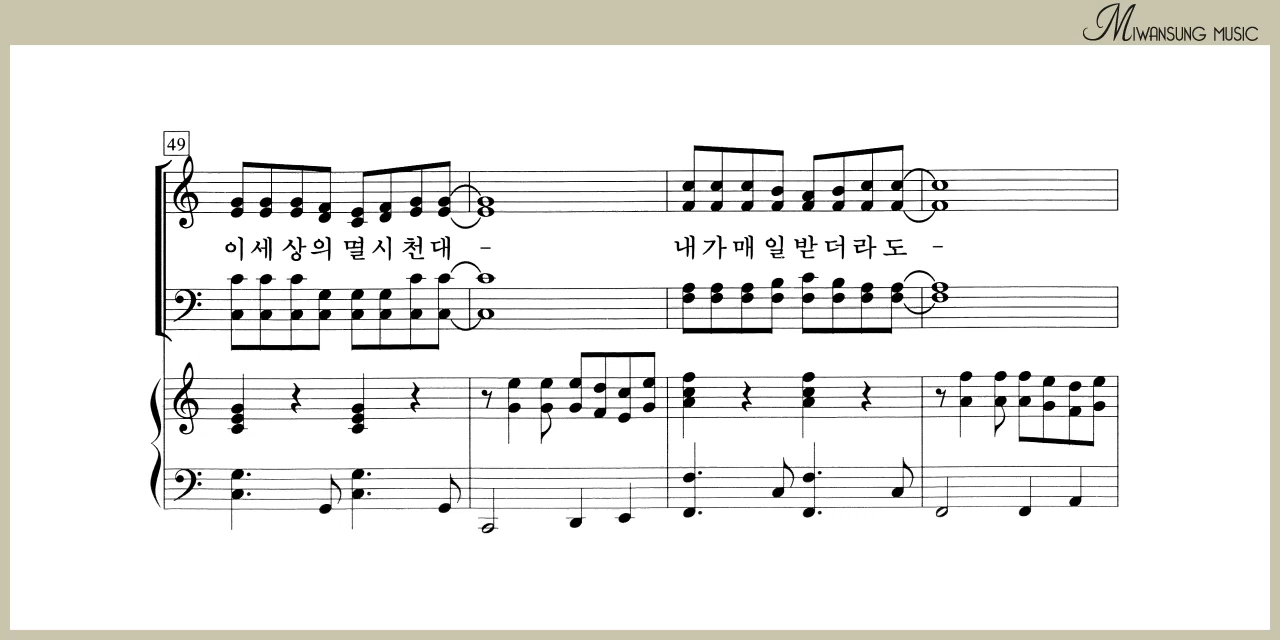 MIWANSUNG MUSIC
49
이 세 상의 멸 시 천 대 - 내 가 매 일 받 더 라 도 -